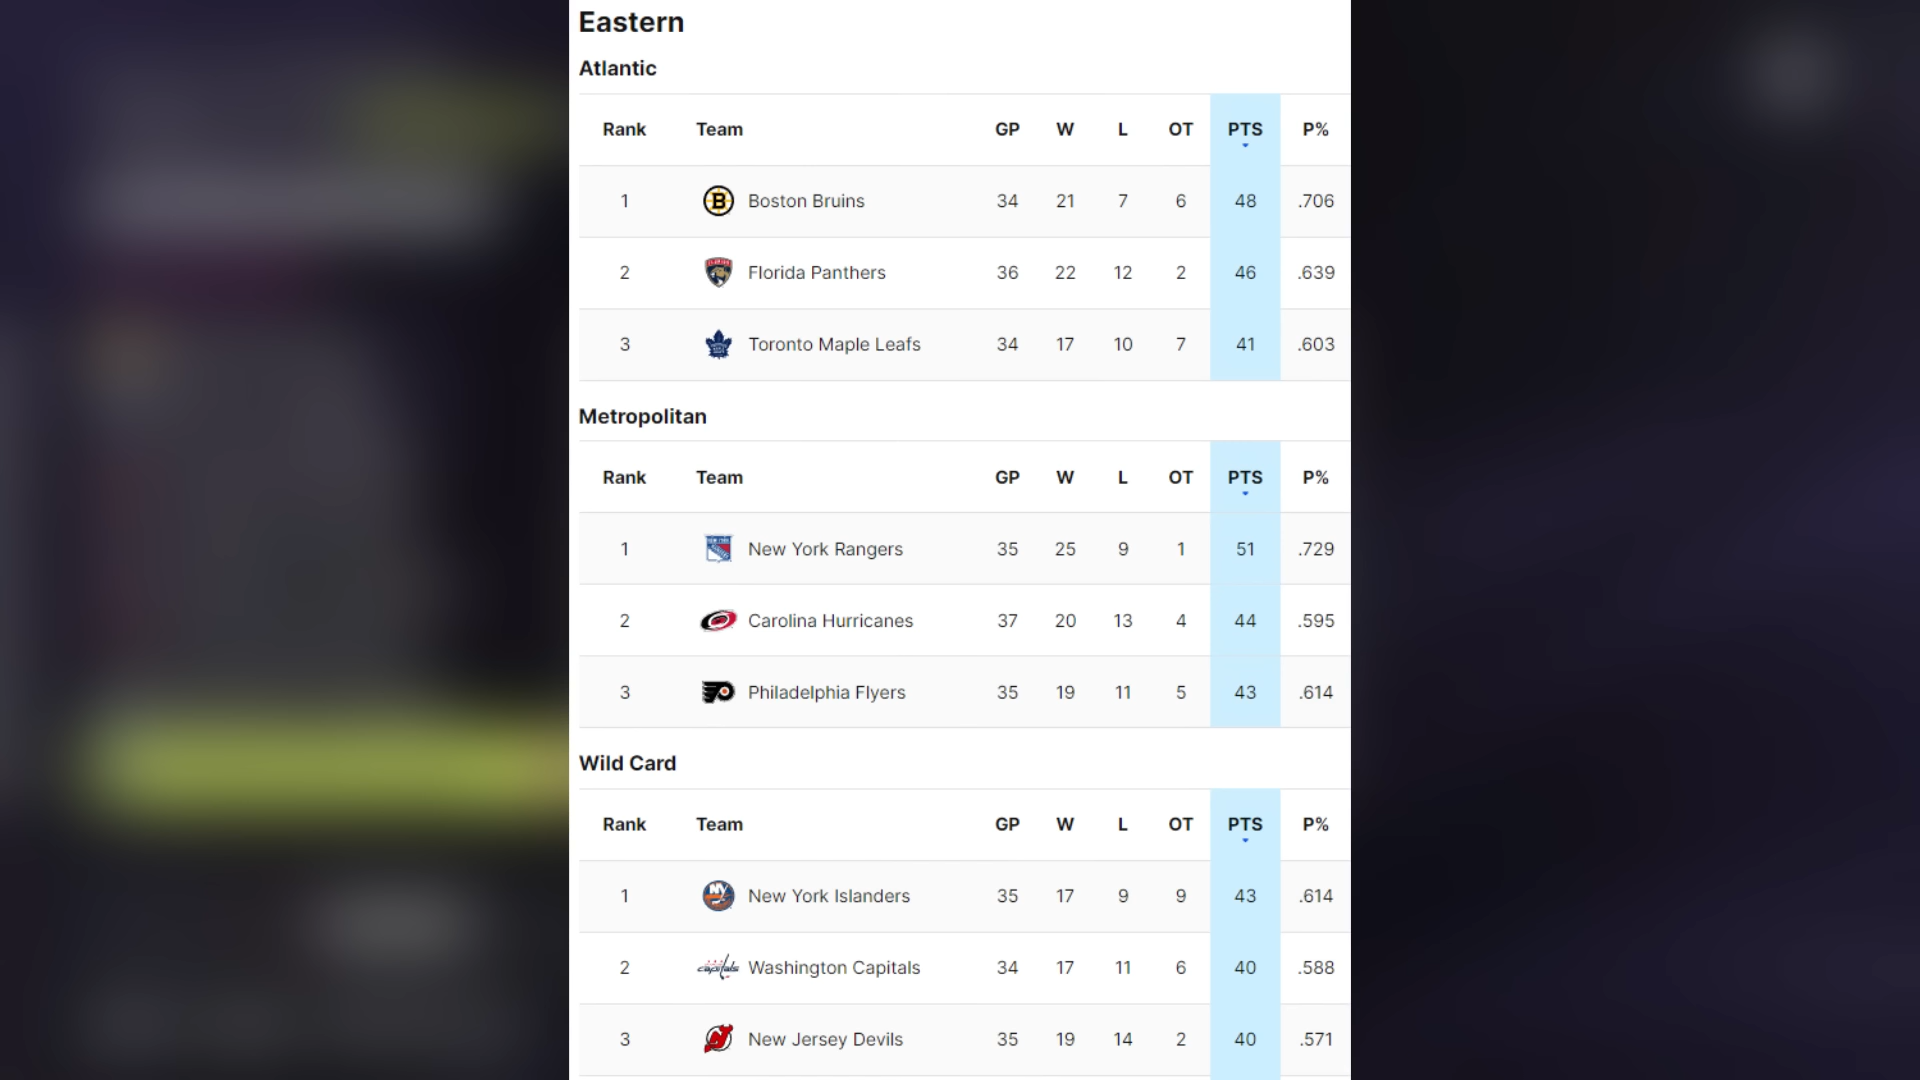 Eastern
Atlantic
Rank Team GP W L OT PTS P%
1 Boston Bruins 34 21 7 6 48 .706
2 Florida Panthers 36 22 12 2 46 .639
3 Toronto Maple Leafs 34 17 10 7 41 .603
Metropolitan
Rank Team GP W L OT PTS P%
1 New York Rangers 35 25 9 1 51 .729
2 Carolina Hurricanes 37 20 13 4 44 .595
3 Philadelphia Flyers 35 19 11 5 43 .614
Wild Card
Rank Team GP W L OT PTS P%
1 New York Islanders 35 17 9 9 43 .614
2 Washington Capitals 34 17 11 6 40 .588
3 New Jersey Devils 35 19 14 2 40 .571